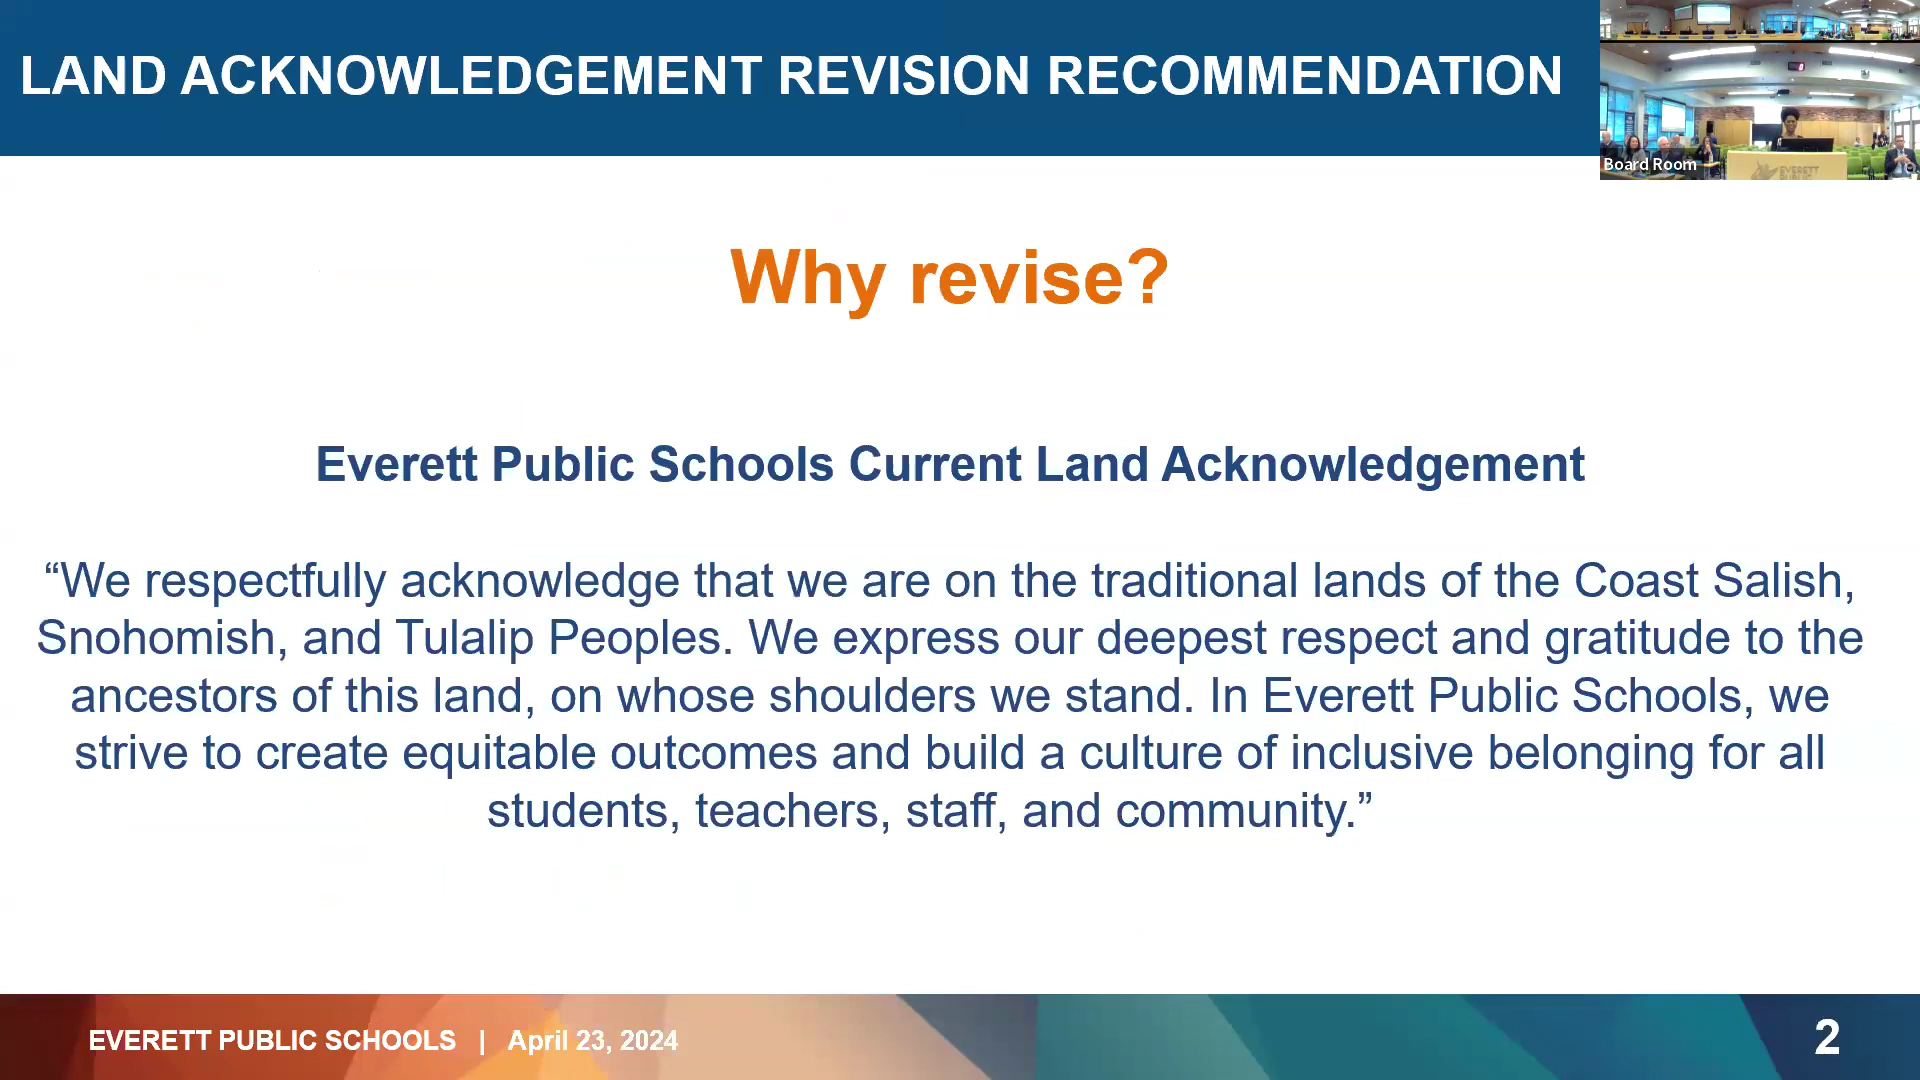 LAND ACKNOWLEDGEMENT REVISION RECOMMENDATION
Board Room
EVERETT
PUBLIC
Why revise?
Everett Public Schools Current Land Acknowledgement
“We respectfully acknowledge that we are on the traditional lands of the Coast Salish,
Snohomish, and Tulalip Peoples. We express our deepest respect and gratitude to the
ancestors of this land, on whose shoulders we stand. In Everett Public Schools, we
strive to create equitable outcomes and build a culture of inclusive belonging for all
students, teachers, staff, and community.”
EVERETT PUBLIC SCHOOLS | April 23, 2024
2